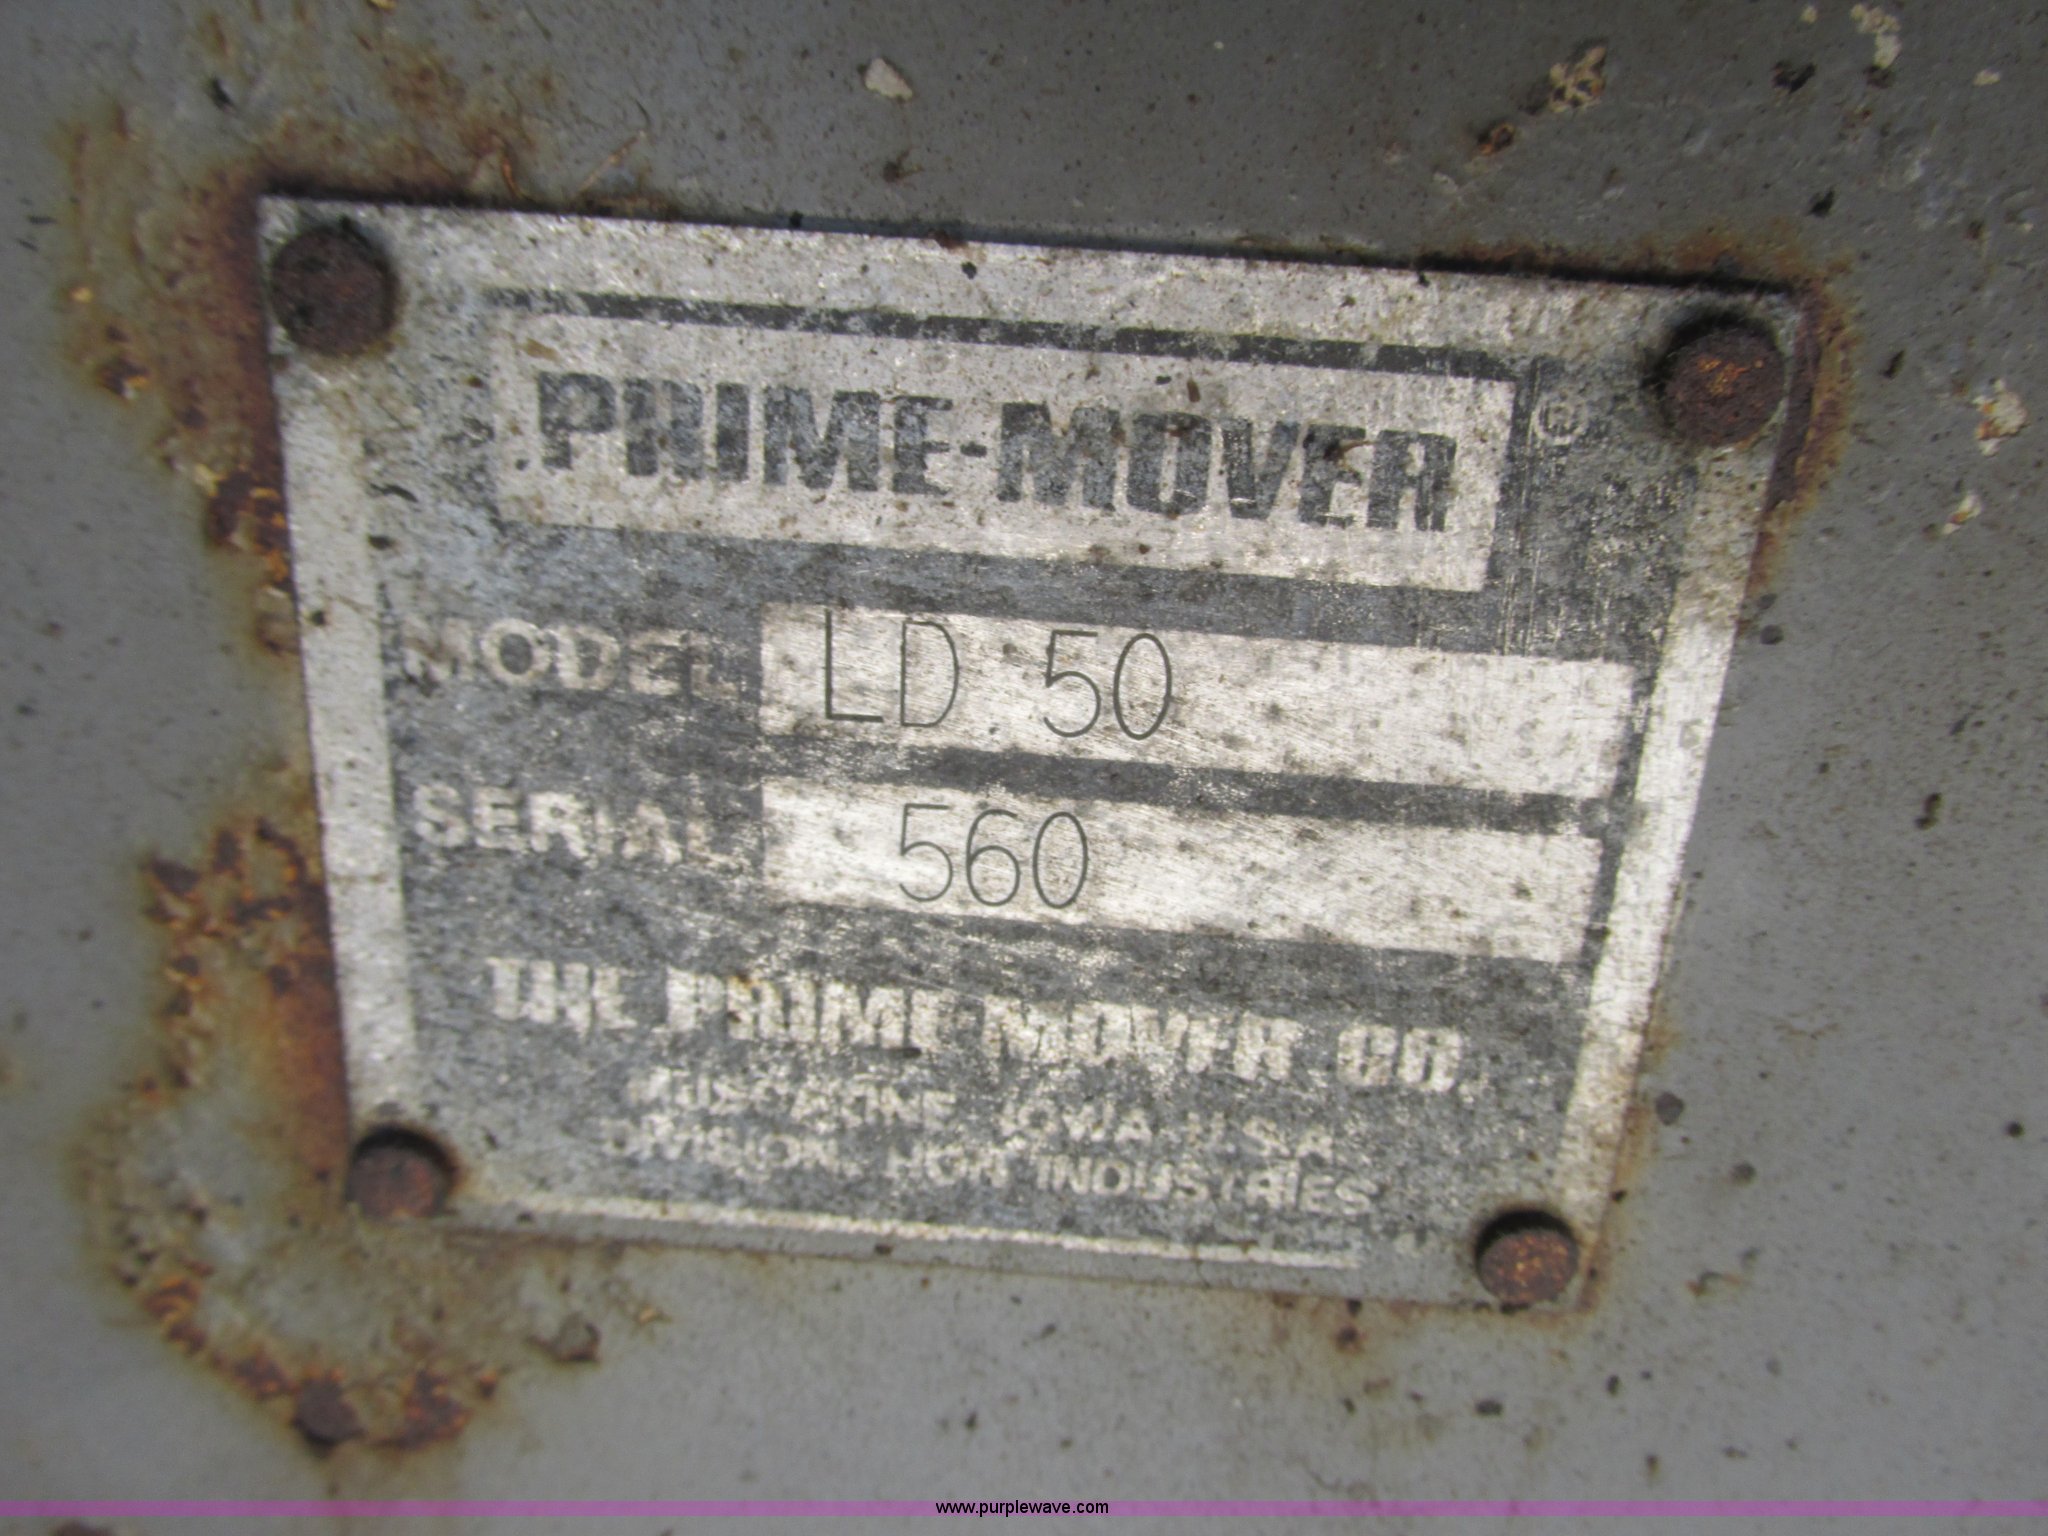 PRIME-MOVER ®
MODEL LD 50
SERIAL 560
THE PRIME-MOVER CO.
MUSCATINE, IOWA-U.S.A.
DIVISION, HON INDUSTRIES
www.purplewave.com